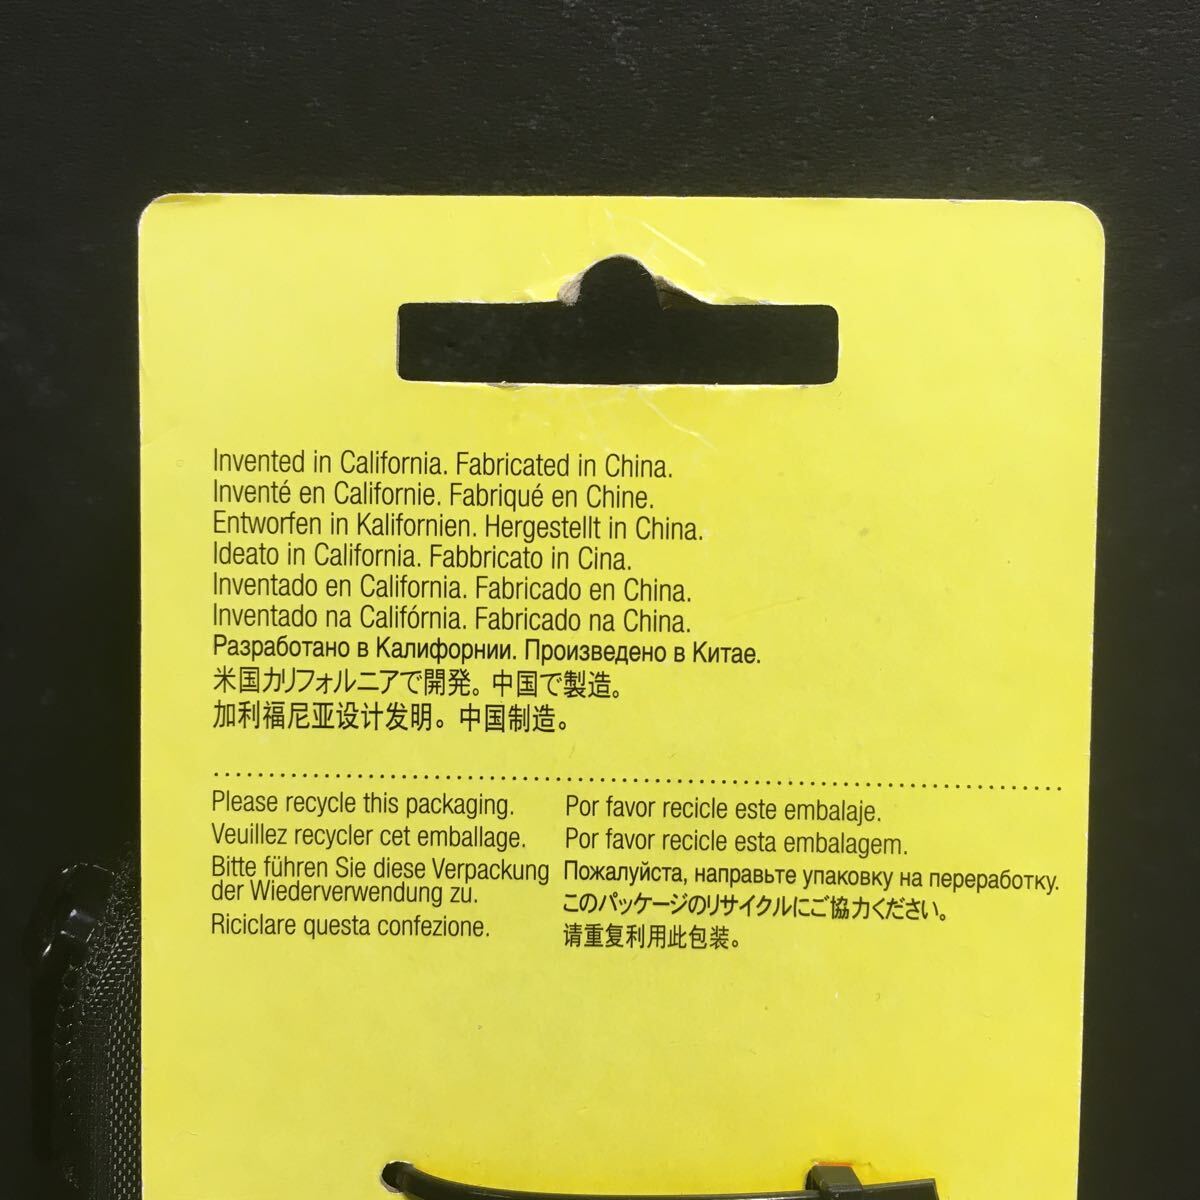 Invented in California. Fabricated in China.
Inventé en Californie. Fabriqué en Chine.
Entworfen in Kalifornien. Hergestellt in China.
Ideato in California. Fabbricato in Cina.
Inventado en California. Fabricado en China.
Inventado na Califórnia. Fabricado na China.
Разработано в Калифорнии. Произведено в Китае.
米国カリフォルニアで開発。中国で製造。
加利福尼亚设计发明。中国制造。
Please recycle this packaging.
Veuillez recycler cet emballage.
Bitte führen Sie diese Verpackung
der Wiederverwendung zu.
Riciclare questa confezione.
Por favor recicle este embalaje.
Por favor recicle esta embalagem.
Пожалуйста, направьте упаковку на переработку.
このパッケージのリサイクルにご協力ください。
请重复利用此包装。